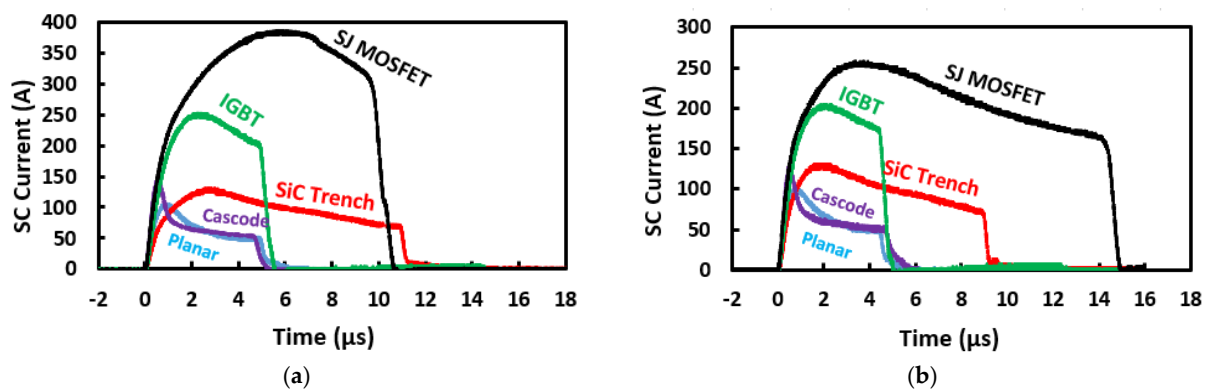 400
350
300
250
200
150
100
50
0
SC Current (A)
SJ MOSFET
IGBT
SiC Trench
Cascode
Planar
-2 0 2 4 6 8 10 12 14 16 18
Time (µs)
(a)
300
250
200
150
100
50
0
SC Current (A)
SJ MOSFET
IGBT
SiC Trench
Cascode
Planar
-2 0 2 4 6 8 10 12 14 16 18
Time (µs)
(b)